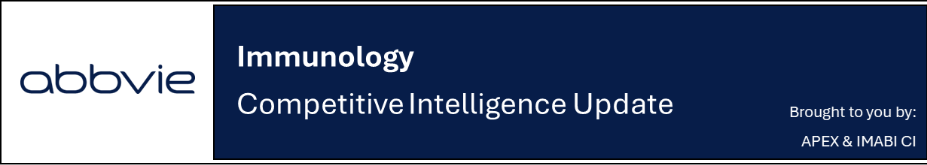 abbvie
Immunology
Competitive Intelligence Update
Brought to you by:
APEX & IMABI CI